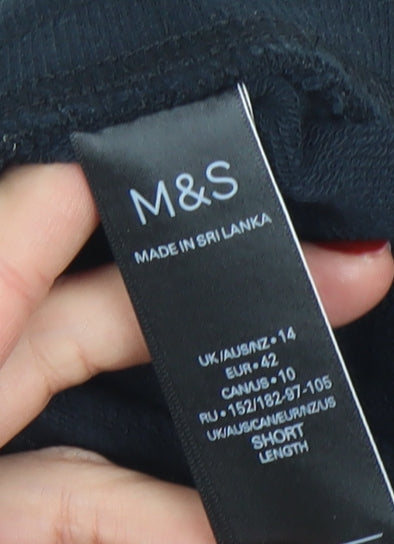 M&S
MADE IN SRI LANKA
UK/AUS/NZ•14
EUR•42
CAN/US•10
RU•152/182-97-105
UK/AUS/CAN/EUR/NZ/US
SHORT
LENGTH